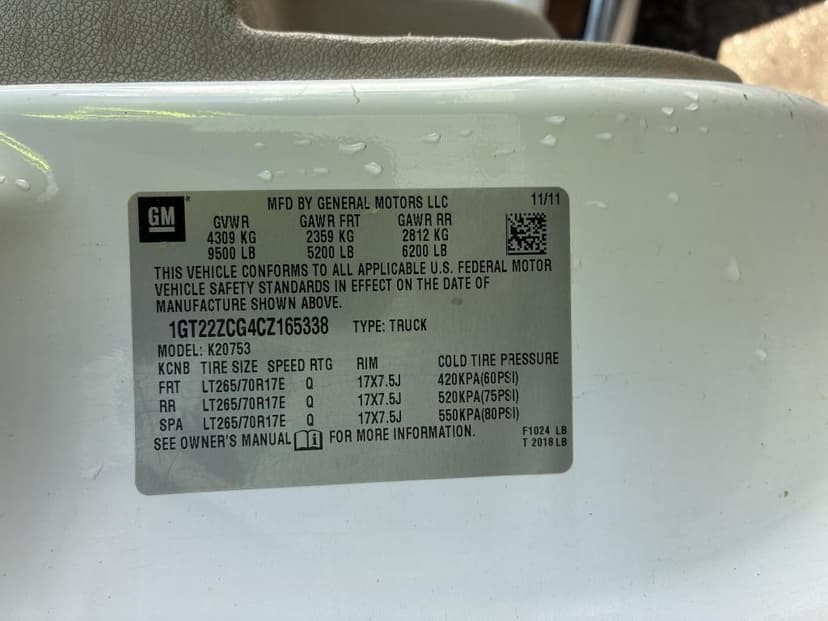 GM MFD BY GENERAL MOTORS LLC 11/11
GVWR GAWR FRT GAWR RR
4309 KG 2359 KG 2812 KG
9500 LB 5200 LB 6200 LB
THIS VEHICLE CONFORMS TO ALL APPLICABLE U.S. FEDERAL MOTOR
VEHICLE SAFETY STANDARDS IN EFFECT ON THE DATE OF
MANUFACTURE SHOWN ABOVE.
1GT22ZCG4CZ165338 TYPE: TRUCK
MODEL: K20753
KCNB TIRE SIZE SPEED RTG RIM COLD TIRE PRESSURE
FRT LT265/70R17E Q 17X7.5J 420KPA(60PSI)
RR LT265/70R17E Q 17X7.5J 520KPA(75PSI)
SPA LT265/70R17E Q 17X7.5J 550KPA(80PSI)
SEE OWNER'S MANUAL FOR MORE INFORMATION.
F1024 LB
T 2018 LB